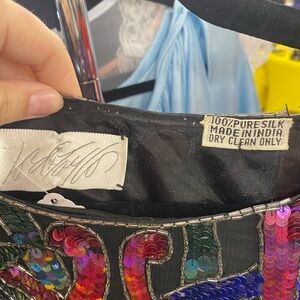 100% PURE SILK
MADE IN INDIA
DRY CLEAN ONLY